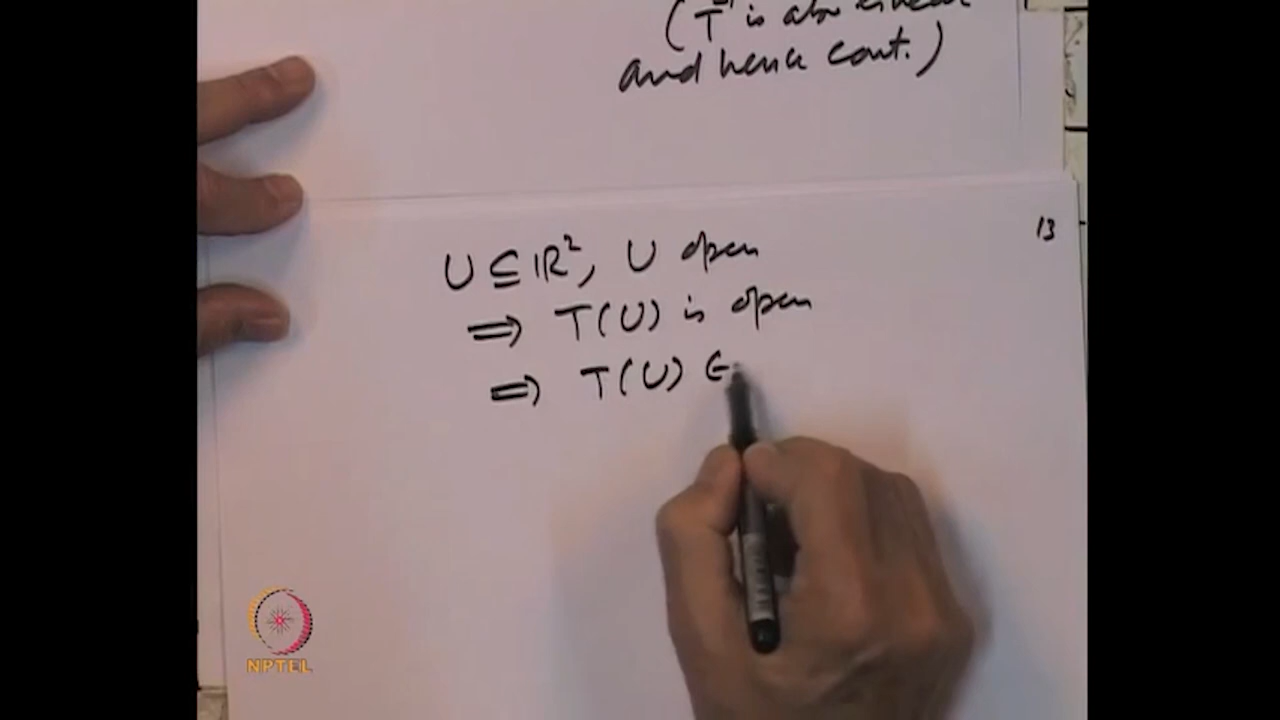 (T⁻¹ is also linear
and hence cont.)
13
U ⊆ ℝ², U open
⟹ T(U) is open
⟹ T(U) ∈
NPTEL